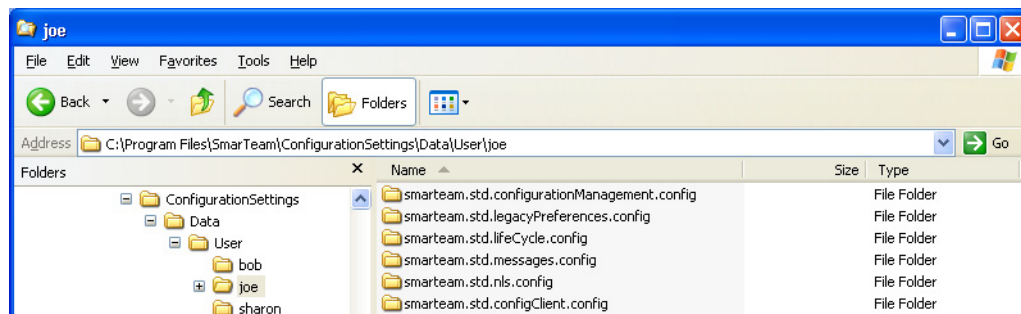 joe
File Edit View Favorites Tools Help
Back Search Folders
Address C:\Program Files\SmarTeam\ConfigurationSettings\Data\User\joe Go
Folders x Name Size Type
ConfigurationSettings smarteam.std.configurationManagement.config File Folder
Data smarteam.std.legacyPreferences.config File Folder
User smarteam.std.lifeCycle.config File Folder
bob smarteam.std.messages.config File Folder
joe smarteam.std.nls.config File Folder
sharon smarteam.std.configClient.config File Folder